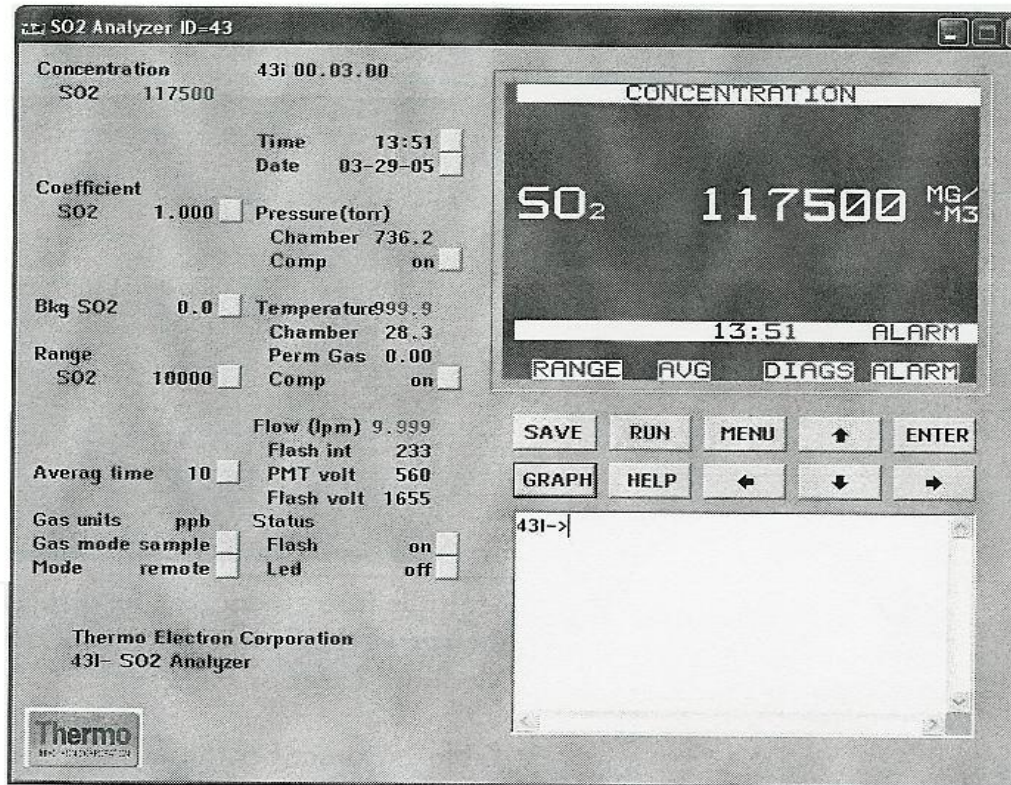 SO2 Analyzer ID=43
Concentration 43i 00.03.00
SO2 117500
Time 13:51
Date 03-29-05
Coefficient
SO2 1.000
Pressure(torr)
Chamber 736.2
Comp on
Bkg SO2 0.0
Temperature999.9
Chamber 28.3
Range
Perm Gas 0.00
SO2 10000
Comp on
Flow (lpm) 9.999
Flash int 233
Averag time 10
PMT volt 560
Flash volt 1655
Gas units ppb
Status
Gas mode sample
Flash on
Mode remote
Led off
Thermo Electron Corporation
43I- SO2 Analyzer
Thermo
CONCENTRATION
SO2 117500 MG/M3
13:51 ALARM
RANGE AVG DIAGS ALARM
SAVE RUN MENU ENTER
GRAPH HELP
43I->